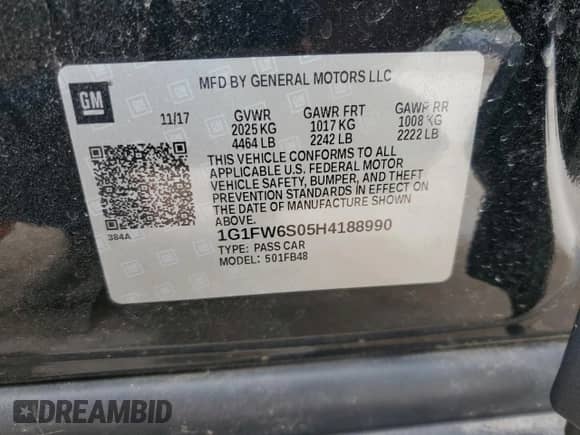 MFD BY GENERAL MOTORS LLC
GM
11/17 GVWR GAWR FRT GAWR RR
2025 KG 1017 KG 1008 KG
4464 LB 2242 LB 2222 LB
THIS VEHICLE CONFORMS TO ALL
APPLICABLE U.S. FEDERAL MOTOR
VEHICLE SAFETY, BUMPER, AND THEFT
PREVENTION STANDARDS IN EFFECT ON
THE DATE OF MANUFACTURE SHOWN
ABOVE.
384A
1G1FW6S05H4188990
TYPE: PASS CAR
MODEL: 501FB48
DREAMBID